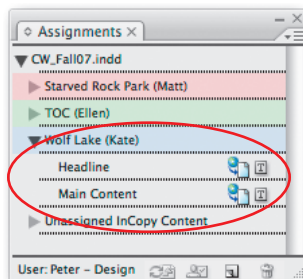 Assignments
CW_Fall07.indd
Starved Rock Park (Matt)
TOC (Ellen)
Wolf Lake (Kate)
Headline
Main Content
Unassigned InCopy Content
User: Peter – Design